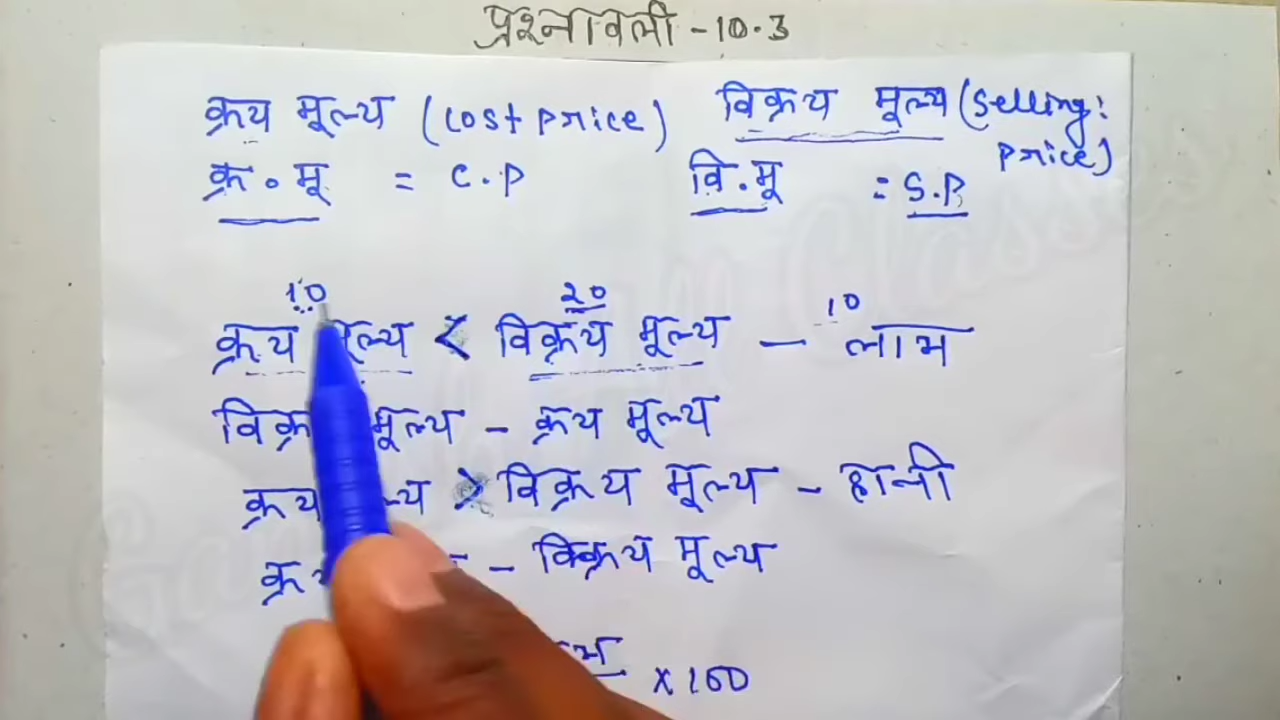 प्रश्नावली - 10.3
क्रय मूल्य (Cost price) विक्रय मूल्य (Selling:
price)
क्र.मू = C.P वि.मू = S.P
10 20 10
क्रय मूल्य < विक्रय मूल्य - लाभ
मूल्य - क्रय मूल्य
क्रय > विक्रय मूल्य - हानी
- विक्रय मूल्य
× 100